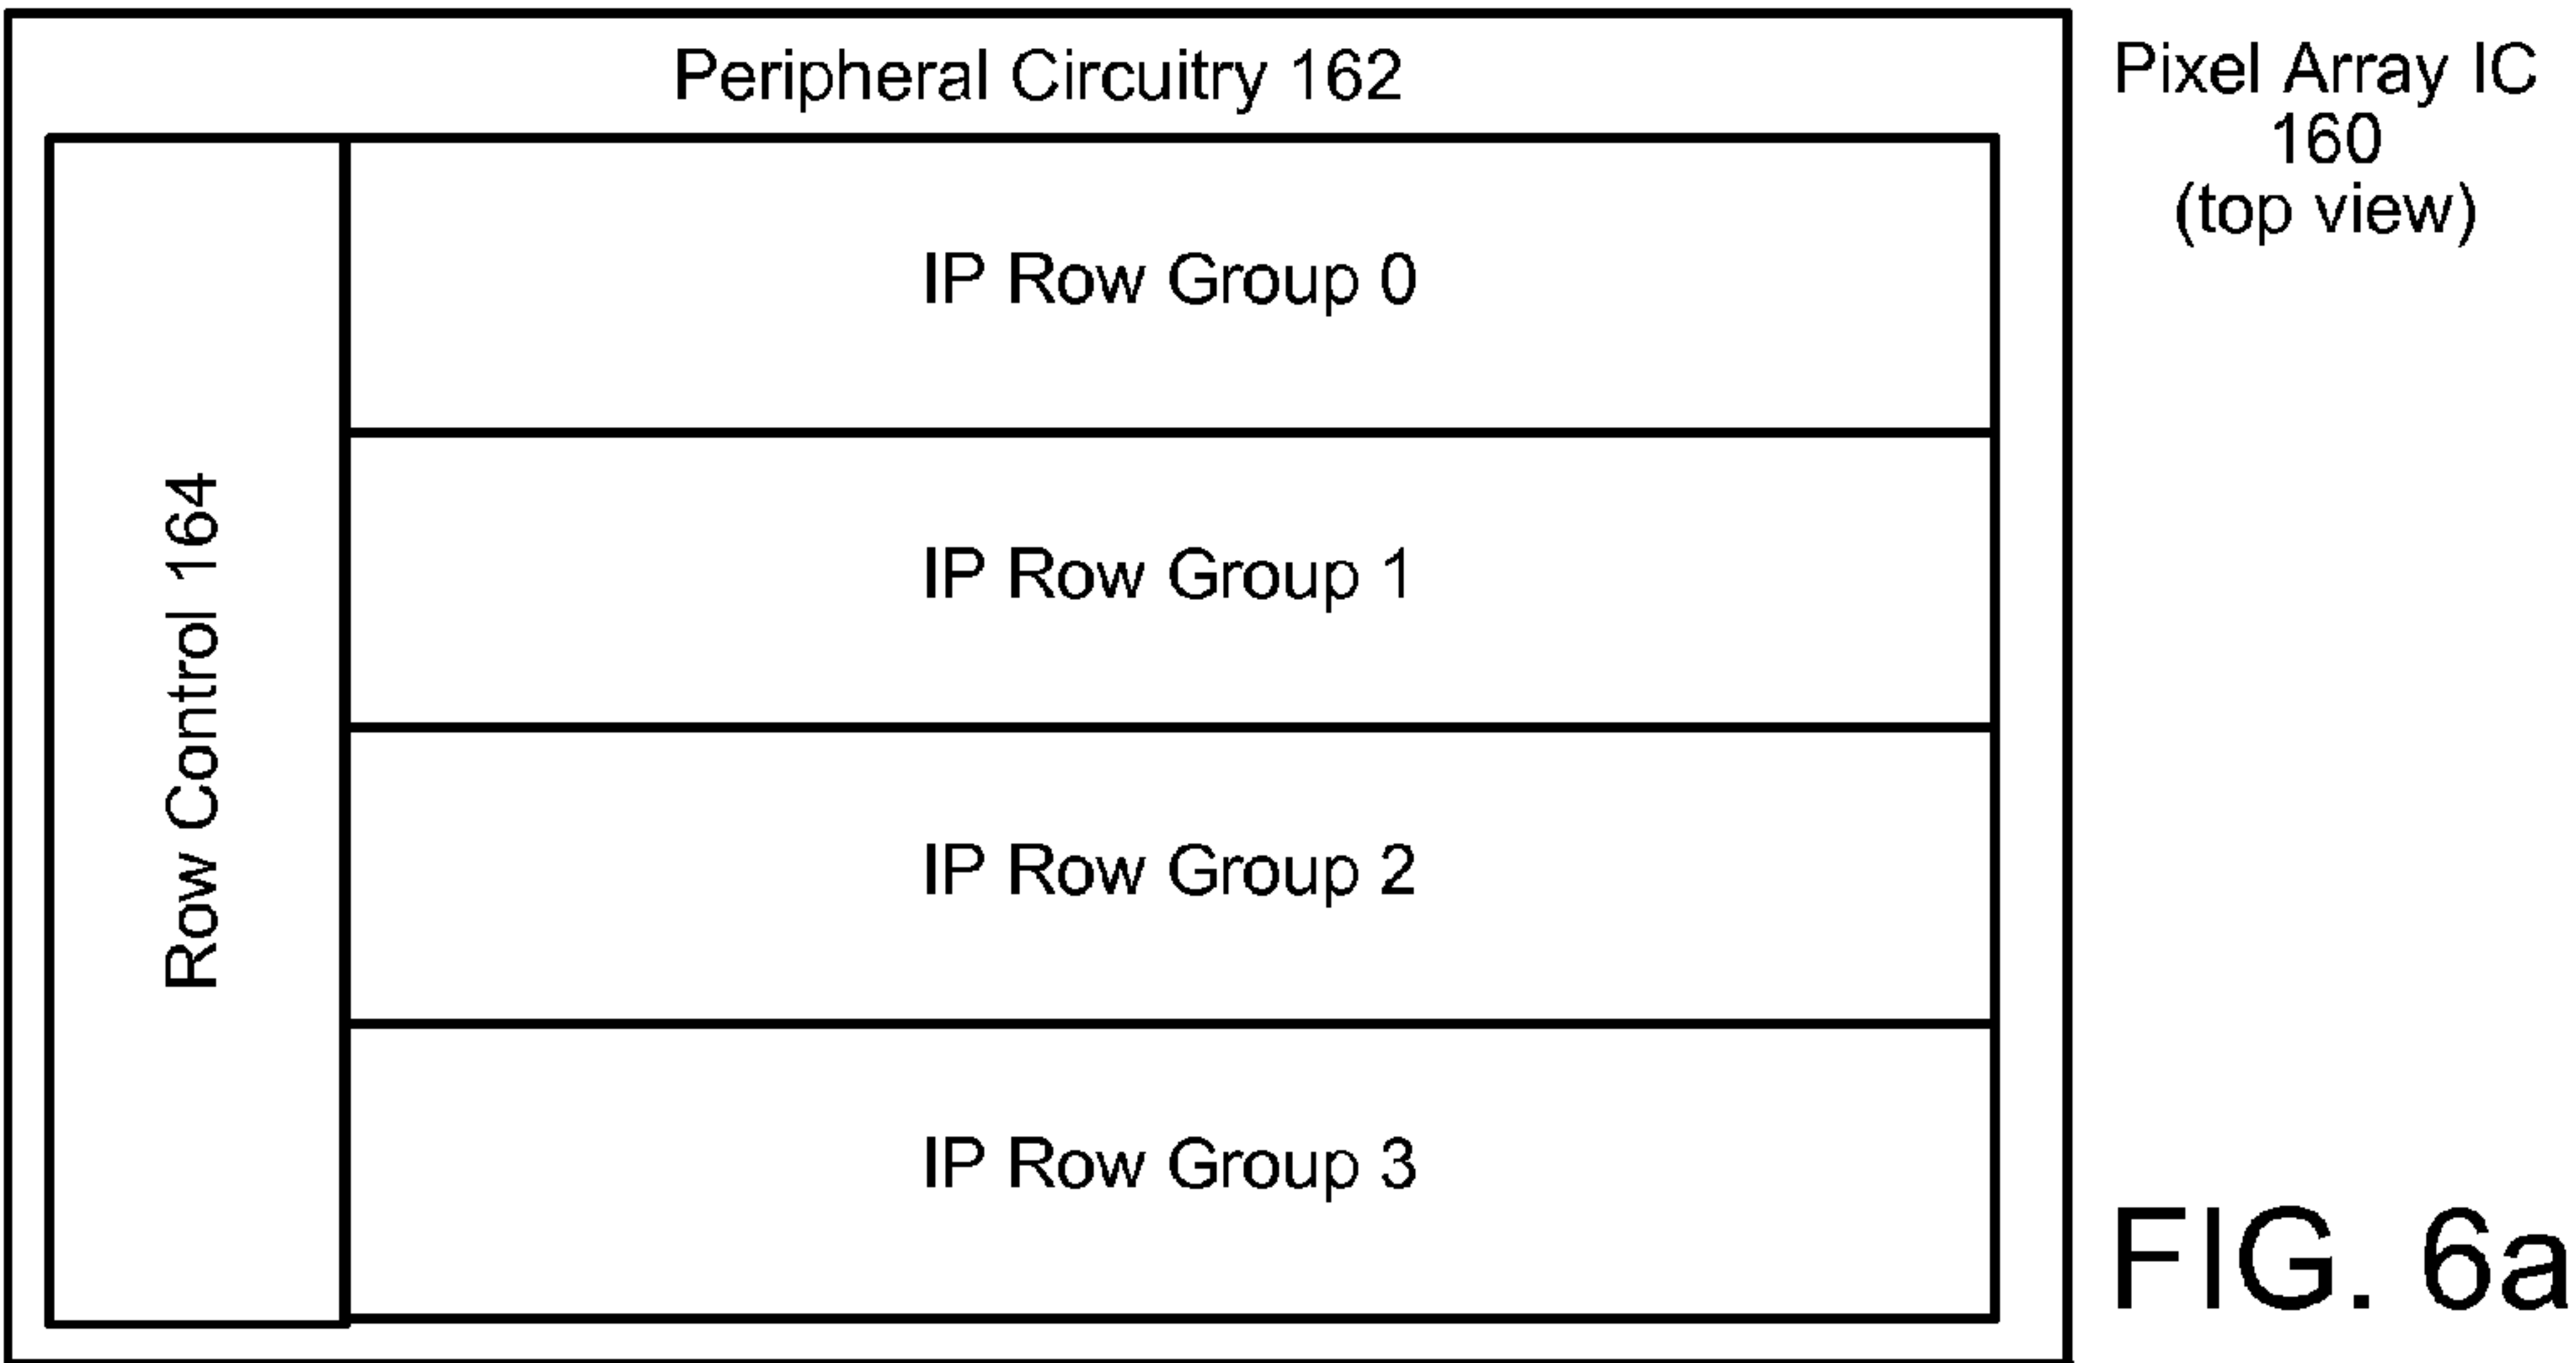 Peripheral Circuitry 162
Pixel Array IC
160
(top view)
Row Control 164
IP Row Group 0
IP Row Group 1
IP Row Group 2
IP Row Group 3
FIG. 6a